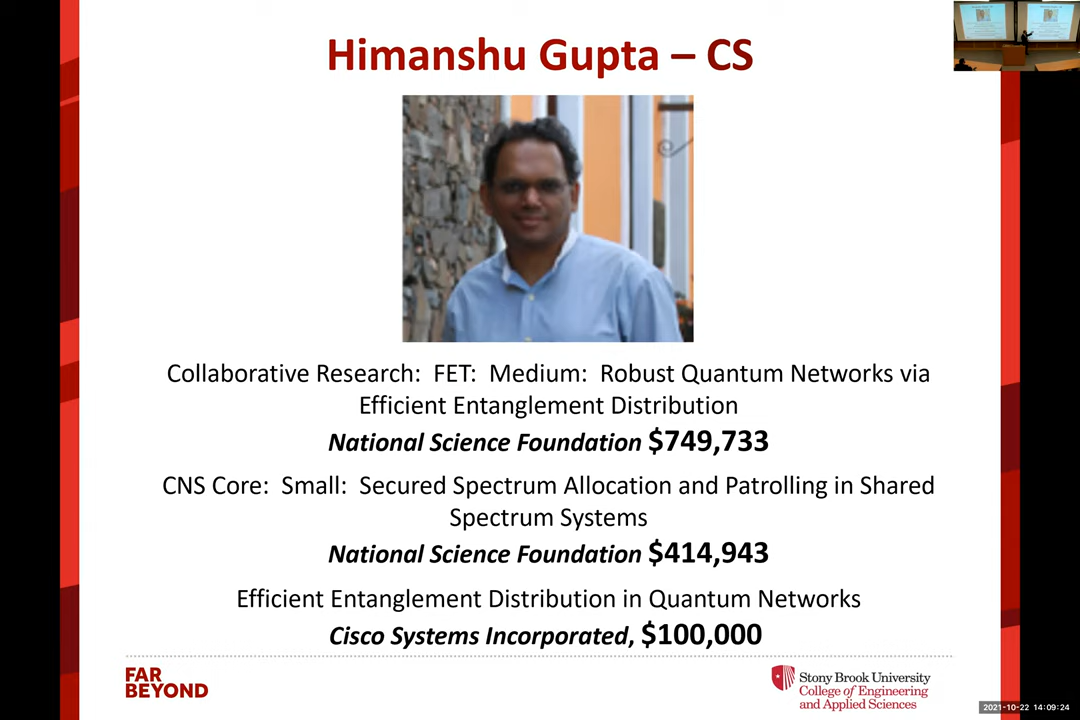 Himanshu Gupta – CS
Collaborative Research:  FET:  Medium:  Robust Quantum Networks via
Efficient Entanglement Distribution
National Science Foundation $749,733
CNS Core:  Small:  Secured Spectrum Allocation and Patrolling in Shared
Spectrum Systems
National Science Foundation $414,943
Efficient Entanglement Distribution in Quantum Networks
Cisco Systems Incorporated, $100,000
FAR
BEYOND
Stony Brook University
College of Engineering
and Applied Sciences
2021-10-22 14:09:24